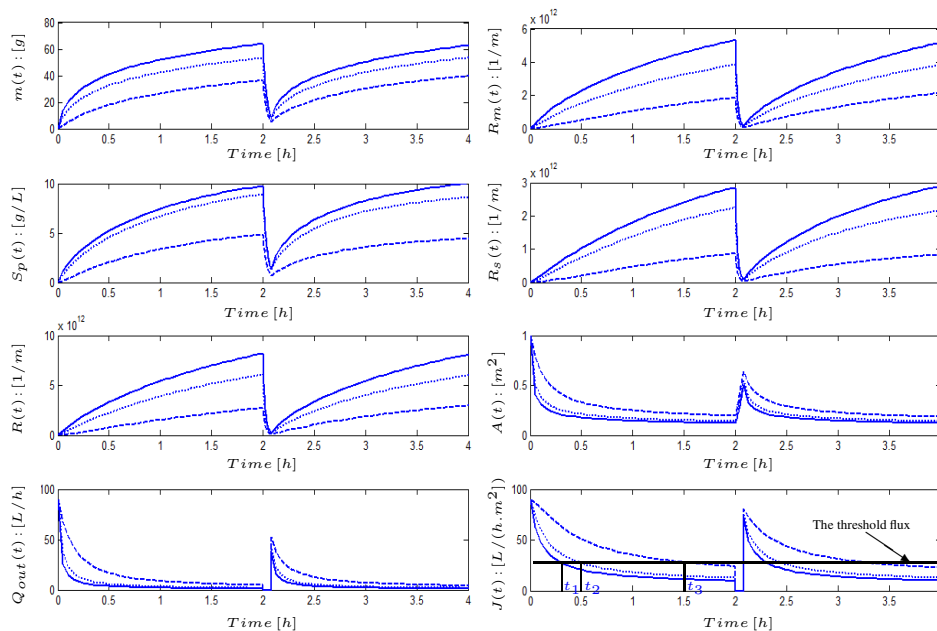 m(t) : [g]
80
60
40
20
0
0 0.5 1 1.5 2 2.5 3 3.5 4
Time [h]
x 10^12
R_m(t) : [1/m]
6
4
2
0
0 0.5 1 1.5 2 2.5 3 3.5
Time [h]
S_p(t) : [g/L]
10
5
0
0 0.5 1 1.5 2 2.5 3 3.5 4
Time [h]
x 10^12
R_s(t) : [1/m]
3
2
1
0
0 0.5 1 1.5 2 2.5 3 3.5
Time [h]
x 10^12
R(t) : [1/m]
10
5
0
0 0.5 1 1.5 2 2.5 3 3.5 4
Time [h]
A(t) : [m^2]
1
0.5
0
0 0.5 1 1.5 2 2.5 3 3.5
Time [h]
Q_out(t) : [L/h]
100
50
0
0 0.5 1 1.5 2 2.5 3 3.5 4
Time [h]
J(t) : [L/(h.m^2])
100
50
0
The threshold flux
t_1 t_2 t_3
0 0.5 1 1.5 2 2.5 3 3.5
Time [h]